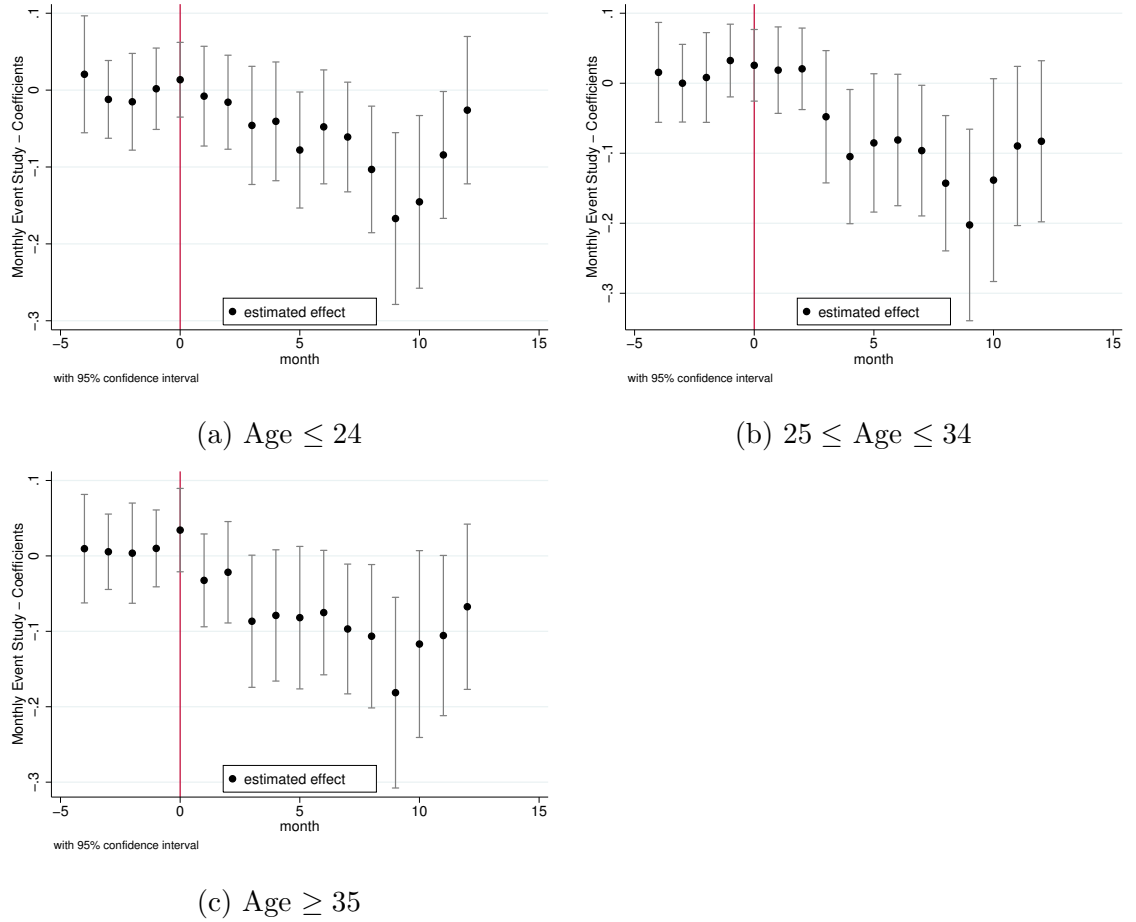 Monthly Event Study − Coefficients
.1
0
−.1
−.2
−.3
estimated effect
−5
0
5
10
15
month
with 95% confidence interval
(a) Age ≤ 24
Monthly Event Study − Coefficients
.1
0
−.1
−.2
−.3
estimated effect
−5
0
5
10
15
month
with 95% confidence interval
(b) 25 ≤ Age ≤ 34
Monthly Event Study − Coefficients
.1
0
−.1
−.2
−.3
estimated effect
−5
0
5
10
15
month
with 95% confidence interval
(c) Age ≥ 35